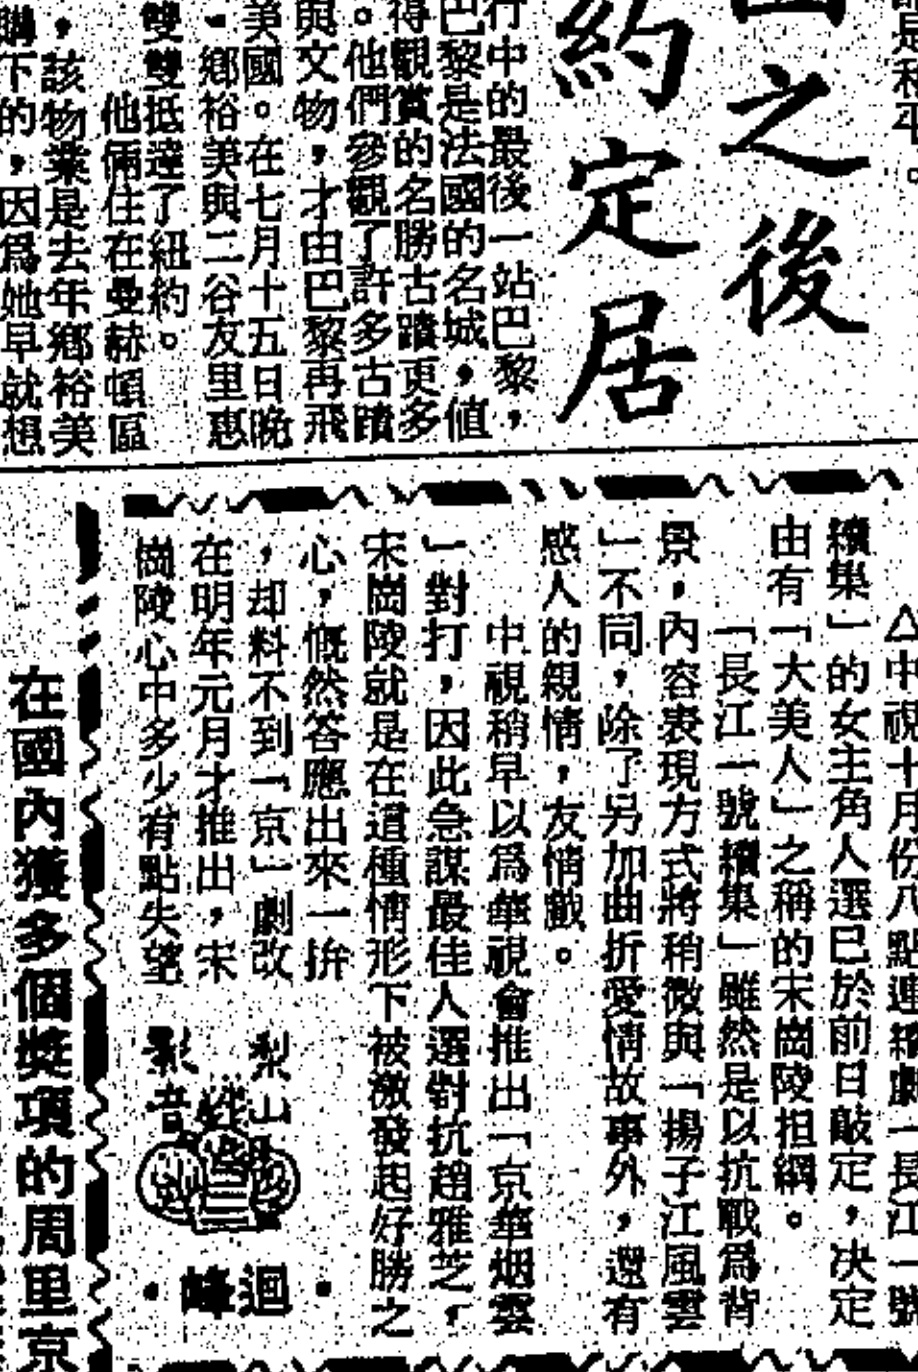 之後
約定居
行中的最後一站巴黎，
巴黎是法國的名城，值
得觀賞的名勝古蹟更多
。他們參觀了許多古蹟
與文物，才由巴黎再飛
美國。在七月十五日晚
，鄉裕美與二谷友里惠
雙雙抵達了紐約。
他倆住在曼赫頓區
，該物業是去年鄉裕美
購下的，因爲她早就想
△中視十月份八點連續劇「長江一號
續集」的女主角人選已於前日敲定，決定
由有「大美人」之稱的宋崗陵担綱。
「長江一號續集」雖然是以抗戰爲背
景，內容表現方式將稍微與「揚子江風雲
」不同，除了另加曲折愛情故事外，還有
感人的親情，友情戲。
中視稍早以爲華視會推出「京華烟雲
」對打，因此急謀最佳人選對抗趙雅芝，
宋崗陵就是在這種情形下被激發起好勝之
心，慨然答應出來一拚
，却料不到「京」劇改
在明年元月才推出，宋
崗陵心中多少有點失望
梨山
影音
·迴峰·
在國內獲多個獎項的周里京